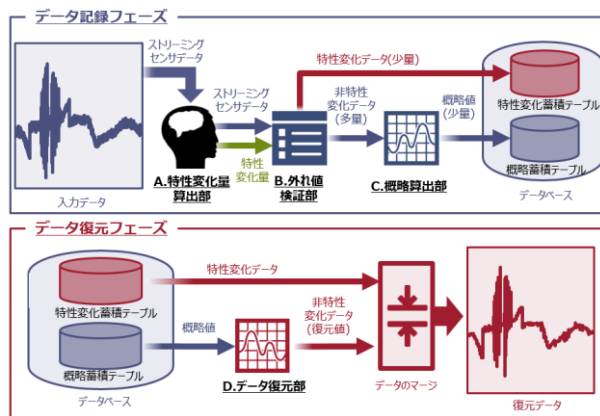 データ記録フェーズ
ストリーミング
センサデータ
ストリーミング
センサデータ
特性変化データ(少量)
非特性
変化データ
(多量)
概略値
(少量)
特性変化蓄積テーブル
概略蓄積テーブル
データベース
特性
変化量
A.特性変化量
算出部
B.外れ値
検証部
C.概略算出部
入力データ
データ復元フェーズ
特性変化データ
特性変化蓄積テーブル
概略値
非特性
変化データ
(復元値)
概略蓄積テーブル
D.データ復元部
データのマージ
データベース
復元データ